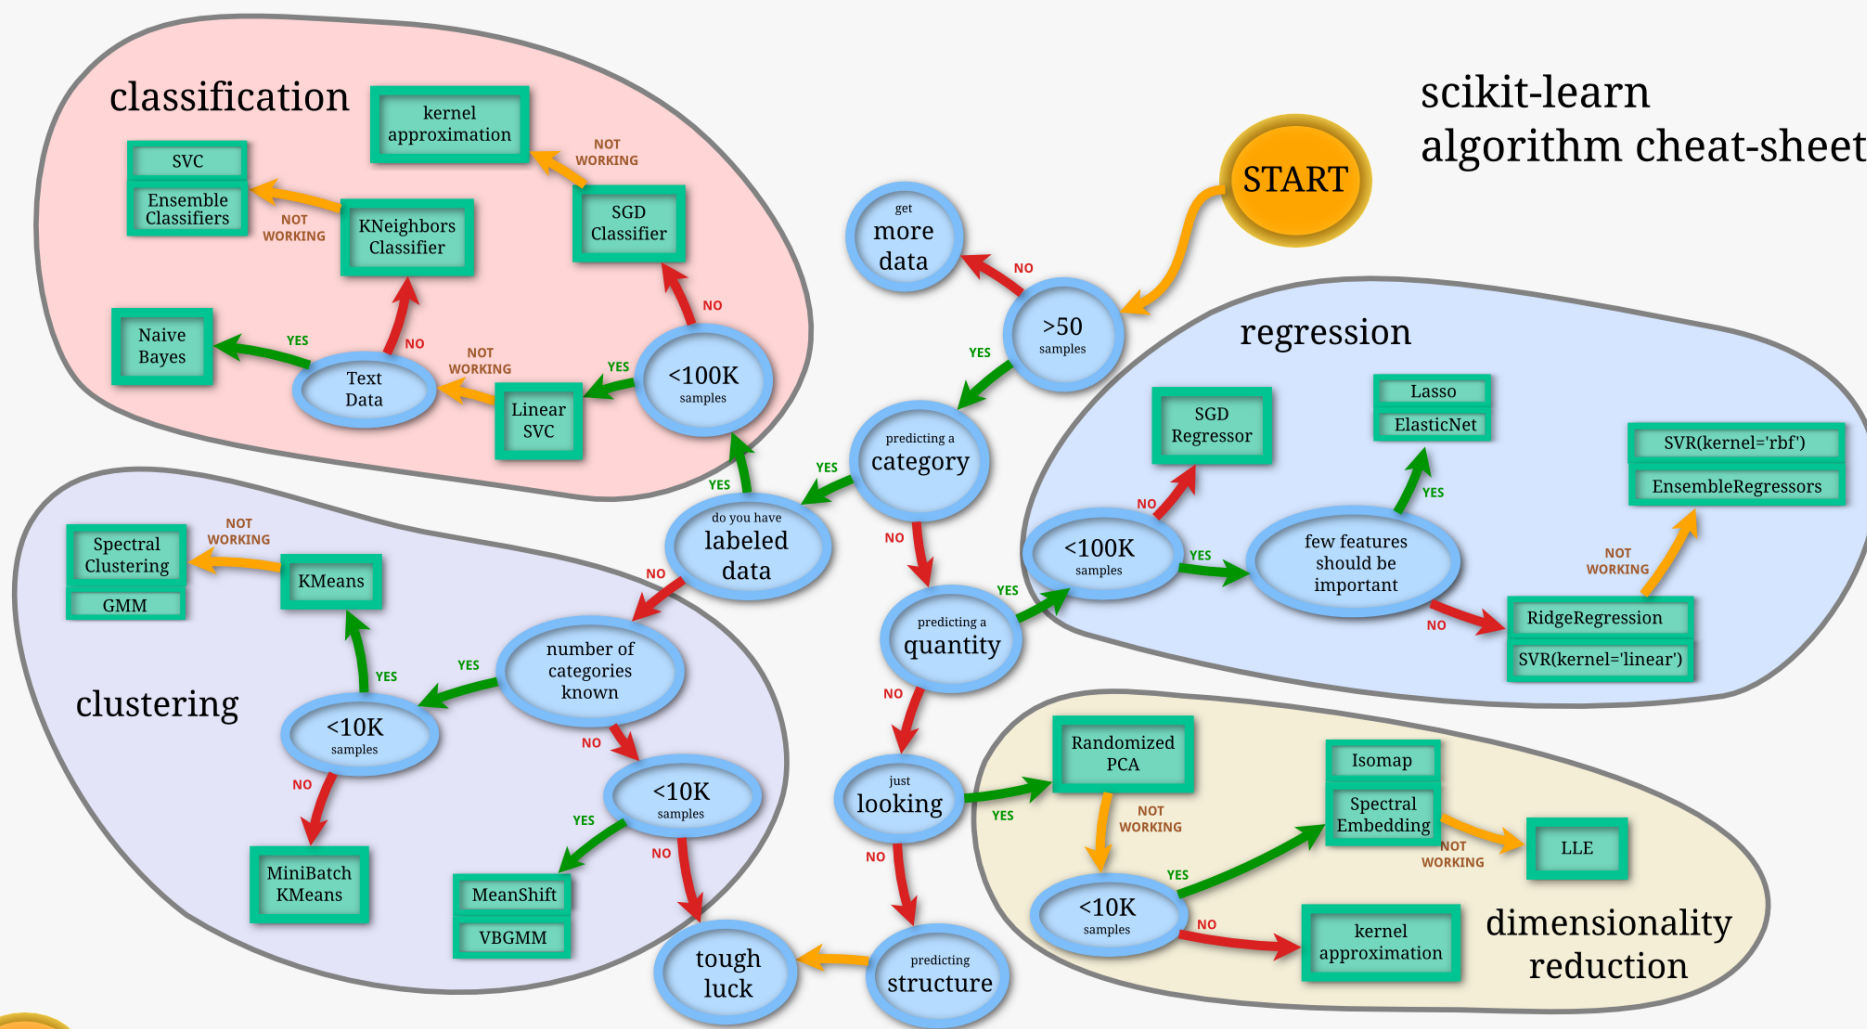 scikit-learn
algorithm cheat-sheet
START
>50
samples
NO
get
more
data
YES
predicting a
category
YES
do you have
labeled
data
YES
classification
<100K
samples
NO
SGD
Classifier
NOT
WORKING
kernel
approximation
YES
Linear
SVC
NOT
WORKING
Text
Data
YES
Naive
Bayes
NO
KNeighbors
Classifier
NOT
WORKING
SVC
Ensemble
Classifiers
NO
clustering
number of
categories
known
YES
<10K
samples
YES
KMeans
NOT
WORKING
Spectral
Clustering
GMM
NO
MiniBatch
KMeans
NO
<10K
samples
YES
MeanShift
VBGMM
NO
tough
luck
NO
predicting a
quantity
YES
regression
<100K
samples
NO
SGD
Regressor
YES
few features
should be
important
YES
Lasso
ElasticNet
NO
RidgeRegression
SVR(kernel='linear')
NOT
WORKING
SVR(kernel='rbf')
EnsembleRegressors
NO
just
looking
YES
dimensionality
reduction
Randomized
PCA
NOT
WORKING
<10K
samples
YES
Isomap
Spectral
Embedding
NOT
WORKING
LLE
NO
kernel
approximation
NO
predicting
structure